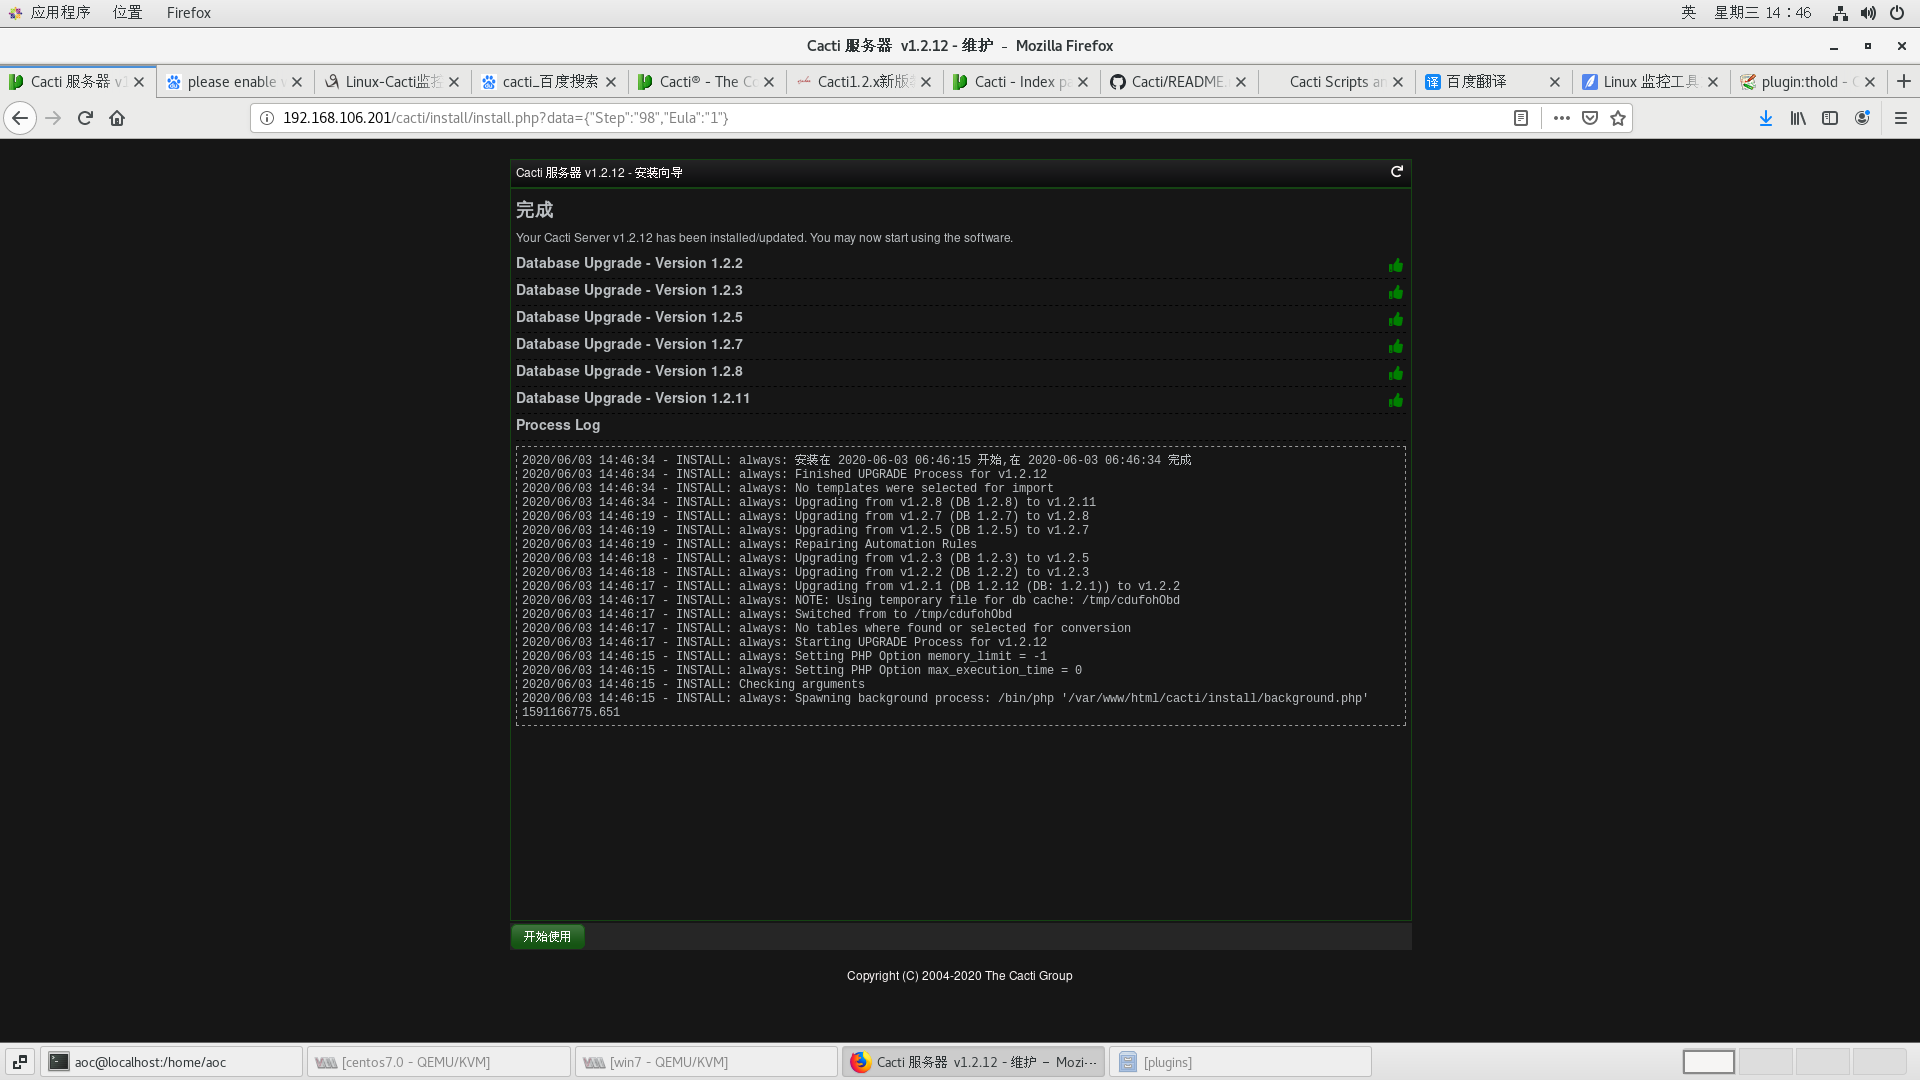 应用程序 位置 Firefox 英 星期三 14：46
Cacti 服务器 v1.2.12 - 维护 – Mozilla Firefox
Cacti 服务器 v1 please enable Linux-Cacti监控 cacti_百度搜索 Cacti® - The Co Cacti1.2.x新版 Cacti - Index pa Cacti/README. Cacti Scripts an 百度翻译 Linux 监控工具 plugin:thold - C
192.168.106.201/cacti/install/install.php?data={"Step":"98","Eula":"1"}
Cacti 服务器 v1.2.12 - 安装向导
完成
Your Cacti Server v1.2.12 has been installed/updated. You may now start using the software.
Database Upgrade - Version 1.2.2
Database Upgrade - Version 1.2.3
Database Upgrade - Version 1.2.5
Database Upgrade - Version 1.2.7
Database Upgrade - Version 1.2.8
Database Upgrade - Version 1.2.11
Process Log
2020/06/03 14:46:34 - INSTALL: always: 安装在 2020-06-03 06:46:15 开始,在 2020-06-03 06:46:34 完成
2020/06/03 14:46:34 - INSTALL: always: Finished UPGRADE Process for v1.2.12
2020/06/03 14:46:34 - INSTALL: always: No templates were selected for import
2020/06/03 14:46:34 - INSTALL: always: Upgrading from v1.2.8 (DB 1.2.8) to v1.2.11
2020/06/03 14:46:19 - INSTALL: always: Upgrading from v1.2.7 (DB 1.2.7) to v1.2.8
2020/06/03 14:46:19 - INSTALL: always: Upgrading from v1.2.5 (DB 1.2.5) to v1.2.7
2020/06/03 14:46:19 - INSTALL: always: Repairing Automation Rules
2020/06/03 14:46:18 - INSTALL: always: Upgrading from v1.2.3 (DB 1.2.3) to v1.2.5
2020/06/03 14:46:18 - INSTALL: always: Upgrading from v1.2.2 (DB 1.2.2) to v1.2.3
2020/06/03 14:46:17 - INSTALL: always: Upgrading from v1.2.1 (DB 1.2.12 (DB: 1.2.1)) to v1.2.2
2020/06/03 14:46:17 - INSTALL: always: NOTE: Using temporary file for db cache: /tmp/cdufohObd
2020/06/03 14:46:17 - INSTALL: always: Switched from to /tmp/cdufohObd
2020/06/03 14:46:17 - INSTALL: always: No tables where found or selected for conversion
2020/06/03 14:46:17 - INSTALL: always: Starting UPGRADE Process for v1.2.12
2020/06/03 14:46:15 - INSTALL: always: Setting PHP Option memory_limit = -1
2020/06/03 14:46:15 - INSTALL: always: Setting PHP Option max_execution_time = 0
2020/06/03 14:46:15 - INSTALL: Checking arguments
2020/06/03 14:46:15 - INSTALL: always: Spawning background process: /bin/php '/var/www/html/cacti/install/background.php'
1591166775.651
开始使用
Copyright (C) 2004-2020 The Cacti Group
aoc@localhost:/home/aoc [centos7.0 - QEMU/KVM] [win7 - QEMU/KVM] Cacti 服务器 v1.2.12 - 维护 – Mozi··· [plugins]